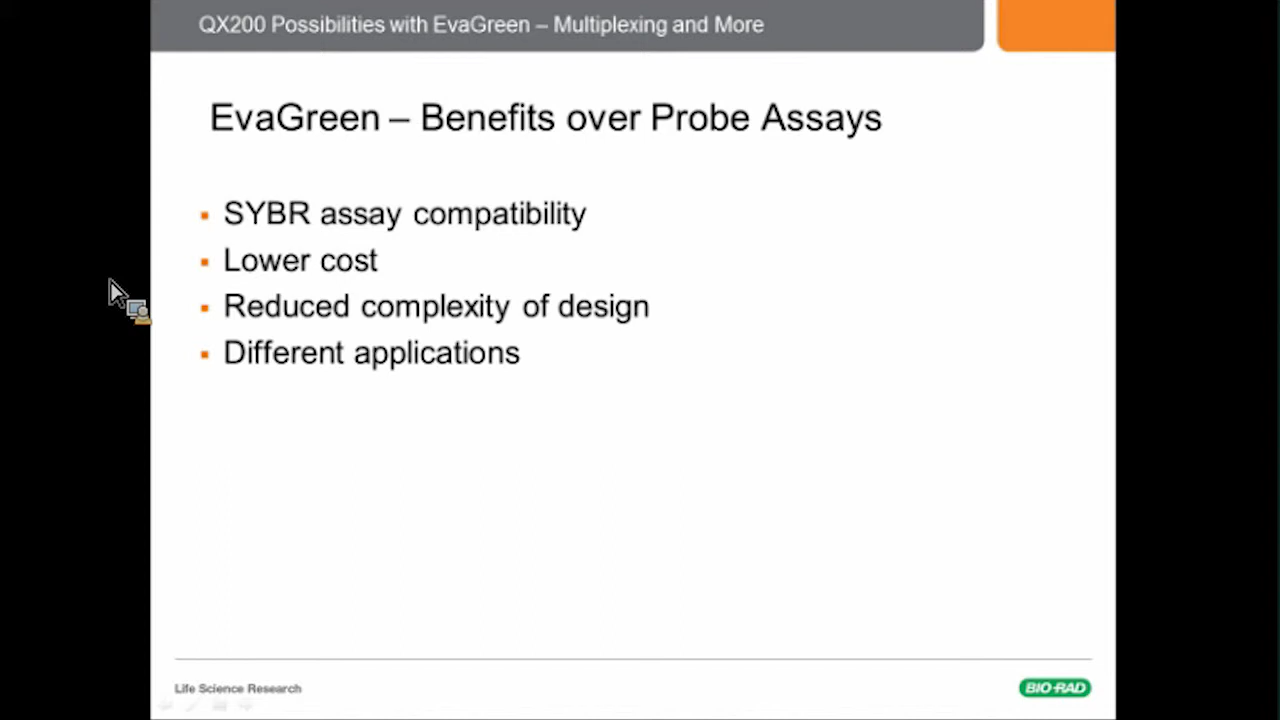 QX200 Possibilities with EvaGreen – Multiplexing and More
EvaGreen – Benefits over Probe Assays
▪ SYBR assay compatibility
▪ Lower cost
▪ Reduced complexity of design
▪ Different applications
Life Science Research
BIO-RAD